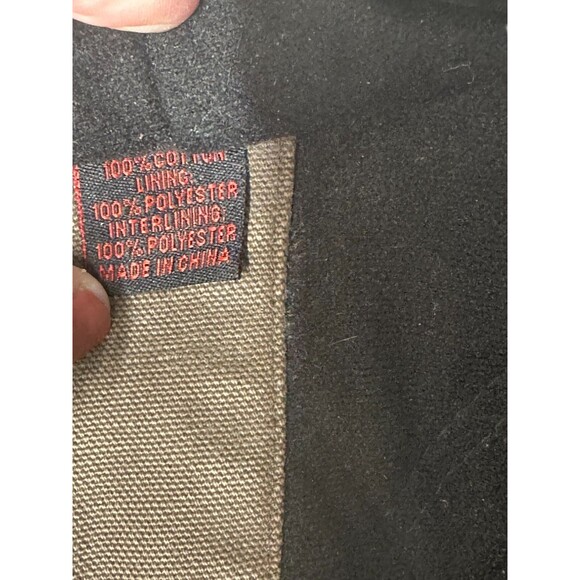 100% COTTON
LINING:
100% POLYESTER
INTERLINING:
100% POLYESTER
MADE IN CHINA